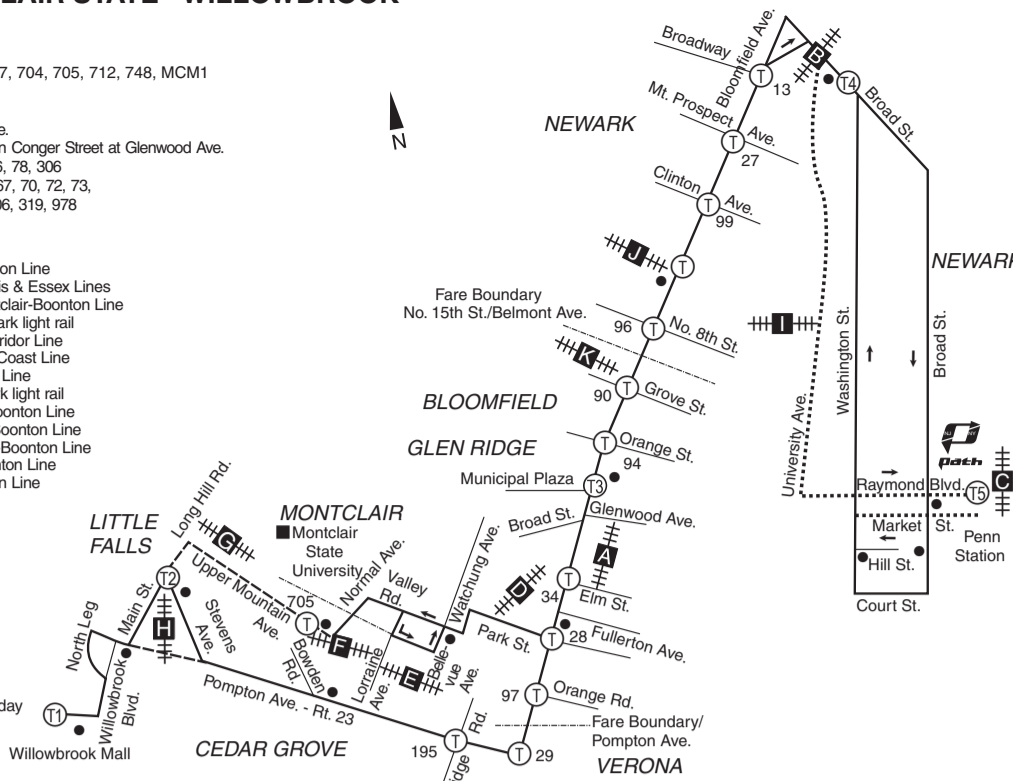 LAIR STATE - WILLOWBROOK
7, 704, 705, 712, 748, MCM1
e.
n Conger Street at Glenwood Ave.
6, 78, 306
67, 70, 72, 73,
06, 319, 978
on Line
is & Essex Lines
tclair-Boonton Line
ark light rail
ridor Line
Coast Line
Line
k light rail
oonton Line
Boonton Line
-Boonton Line
nton Line
n Line
N
Broadway
Bloomfield Ave.
B
T
13
T4
Broad St.
Mt. Prospect Ave.
T
27
NEWARK
Clinton Ave.
T
99
J
T
NEWARK
Fare Boundary
No. 15th St./Belmont Ave.
96
T
No. 8th St.
I
Washington St.
Broad St.
K
90
T
Grove St.
University Ave.
BLOOMFIELD
T
Orange St.
94
GLEN RIDGE
Municipal Plaza
T3
path
Raymond Blvd.
T5
C
Market St.
Penn
Station
Hill St.
Court St.
Broad St.
Glenwood Ave.
A
34
T
Elm St.
LITTLE
FALLS
Long Hill Rd.
G
MONTCLAIR
Montclair
State
University
Normal Ave.
Valley
Rd.
Watchung Ave.
D
Upper Mountain
Ave.
705
T
T2
Main St.
Stevens
Ave.
H
North Leg
F
Bowden
Rd.
Lorraine
Ave.
E
Belle-
vue
Ave.
Park St.
T
28
Fullerton Ave.
97
T
Orange Rd.
Pompton Ave. - Rt. 23
Willowbrook
Blvd.
day
T1
Willowbrook Mall
CEDAR GROVE
195
T
Rd.
idge
T
29
Fare Boundary/
Pompton Ave.
VERONA